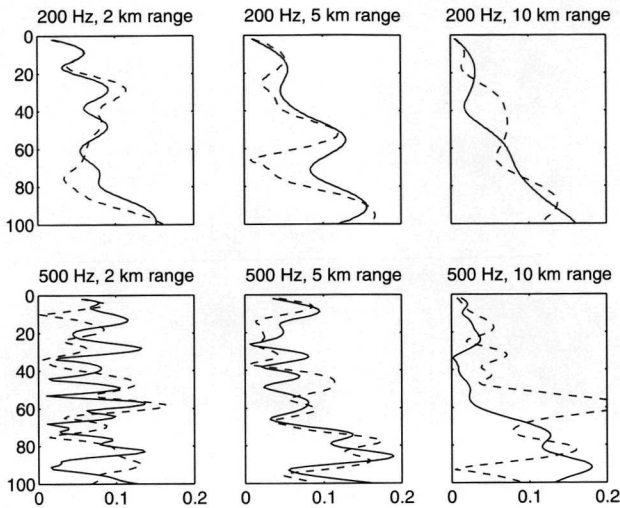 200 Hz, 2 km range
200 Hz, 5 km range
200 Hz, 10 km range
0
20
40
60
80
100
500 Hz, 2 km range
500 Hz, 5 km range
500 Hz, 10 km range
0
20
40
60
80
100
0 0.1 0.2
0 0.1 0.2
0 0.1 0.2